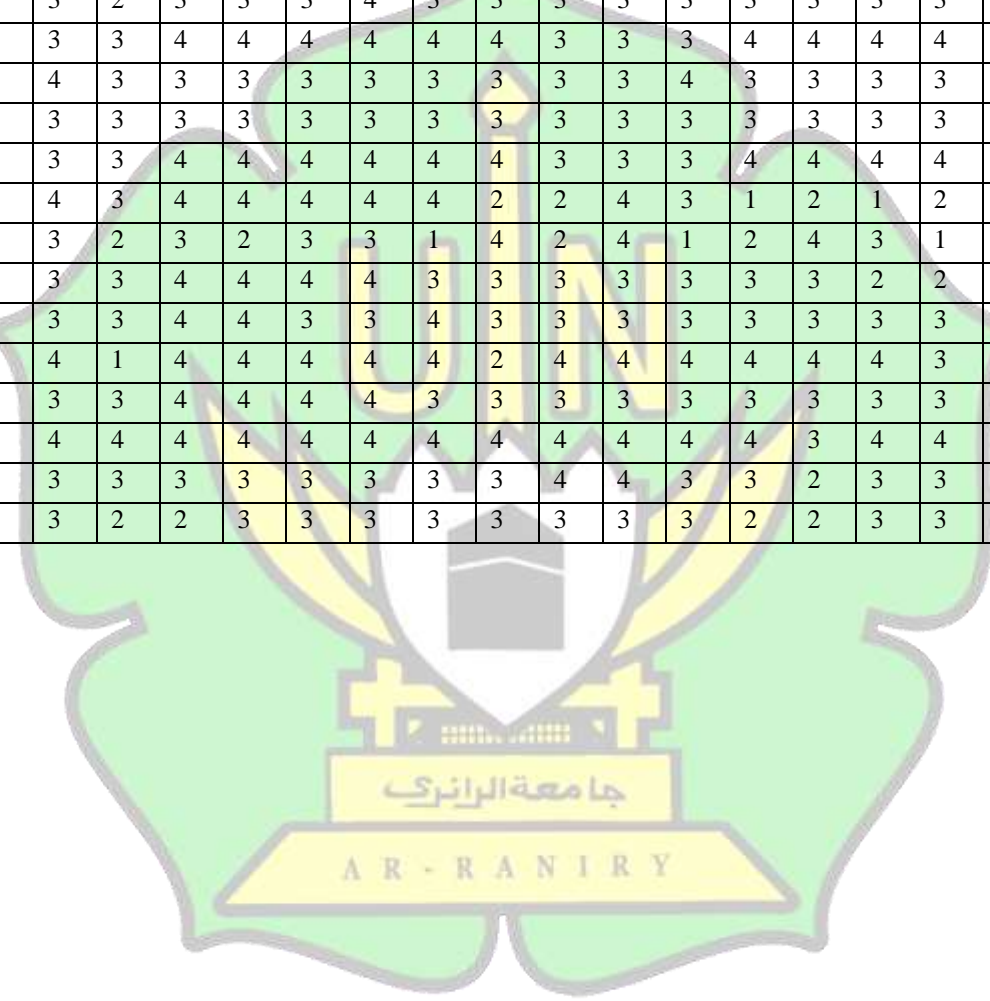 3 3 4 4 4 4 4 4 3 3 3 4 4 4 4
4 3 3 3 3 3 3 3 3 3 4 3 3 3 3
3 3 3 3 3 3 3 3 3 3 3 3 3 3 3
3 3 4 4 4 4 4 4 3 3 3 4 4 4 4
4 3 4 4 4 4 4 2 2 4 3 1 2 1 2
3 2 3 2 3 3 1 4 2 4 1 2 4 3 1
3 3 4 4 4 4 3 3 3 3 3 3 3 2 2
3 3 4 4 3 3 4 3 3 3 3 3 3 3 3
4 1 4 4 4 4 4 2 4 4 4 4 4 4 3
3 3 4 4 4 4 3 3 3 3 3 3 3 3 3
4 4 4 4 4 4 4 4 4 4 4 4 3 4 4
3 3 3 3 3 3 3 3 4 4 3 3 2 3 3
3 2 2 3 3 3 3 3 3 3 3 2 2 3 3
UIN
جامعة الرانري
AR-RANIRY